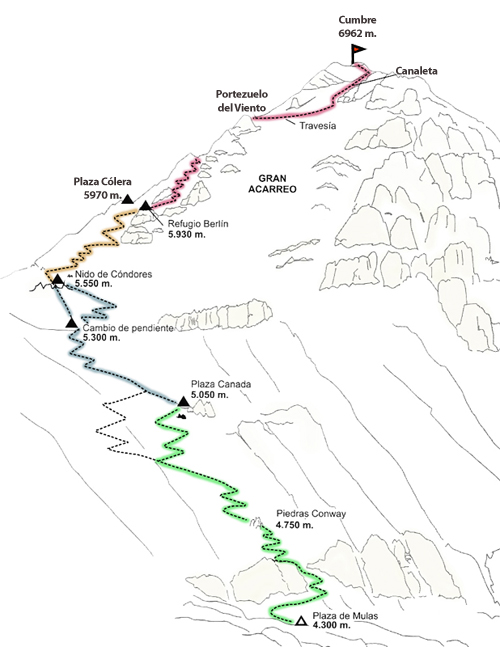 Cumbre
6962 m.
Canaleta
Portezuelo
del Viento
Travesía
GRAN
ACARREO
Plaza Cólera
5970 m.
Refugio Berlín
5.930 m.
Nido de Cóndores
5.550 m.
Cambio de pendiente
5.300 m.
Plaza Canada
5.050 m.
Piedras Conway
4.750 m.
Plaza de Mulas
4.300 m.